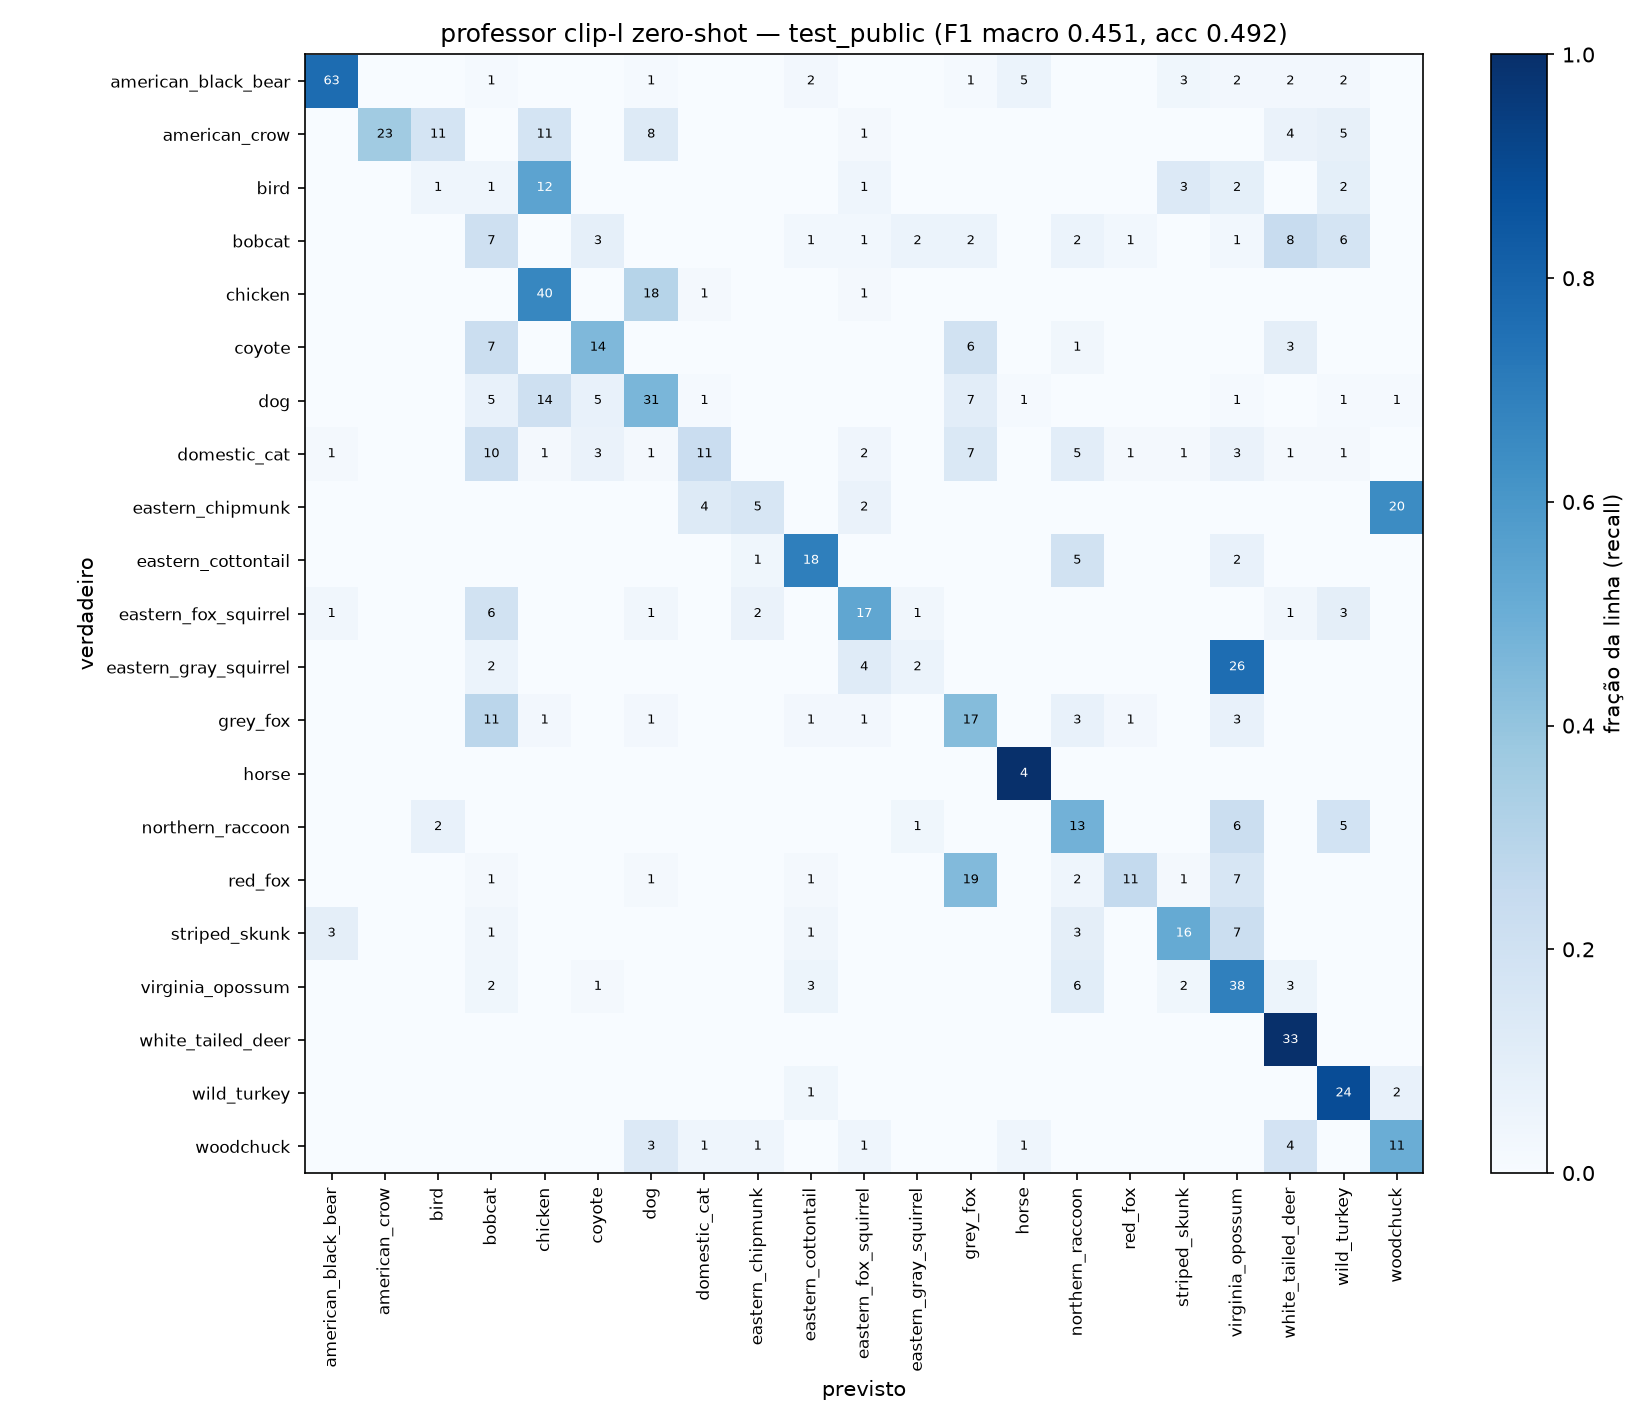 professor clip-l zero-shot — test_public (F1 macro 0.451, acc 0.492)
american_black_bear 63 1 1 2 1 5 3 2 2 2
american_crow 23 11 11 8 1 4 5
bird 1 1 12 1 3 2 2
bobcat 7 3 1 1 2 2 2 1 1 8 6
chicken 40 18 1 1
coyote 7 14 6 1 3
dog 5 14 5 31 1 7 1 1 1 1
domestic_cat 1 10 1 3 1 11 2 7 5 1 1 3 1 1
eastern_chipmunk 4 5 2 20
eastern_cottontail 1 18 5 2
eastern_fox_squirrel 1 6 1 2 17 1 1 3
eastern_gray_squirrel 2 4 2 26
grey_fox 11 1 1 1 1 17 3 1 3
horse 4
northern_raccoon 2 1 13 6 5
red_fox 1 1 1 19 2 11 1 7
striped_skunk 3 1 1 3 16 7
virginia_opossum 2 1 3 6 2 38 3
white_tailed_deer 33
wild_turkey 1 24 2
woodchuck 3 1 1 1 1 4 11
verdadeiro
american_black_bear
american_crow
bird
bobcat
chicken
coyote
dog
domestic_cat
eastern_chipmunk
eastern_cottontail
eastern_fox_squirrel
eastern_gray_squirrel
grey_fox
horse
northern_raccoon
red_fox
striped_skunk
virginia_opossum
white_tailed_deer
wild_turkey
woodchuck
previsto
1.0
0.8
0.6
0.4
0.2
0.0
fração da linha (recall)